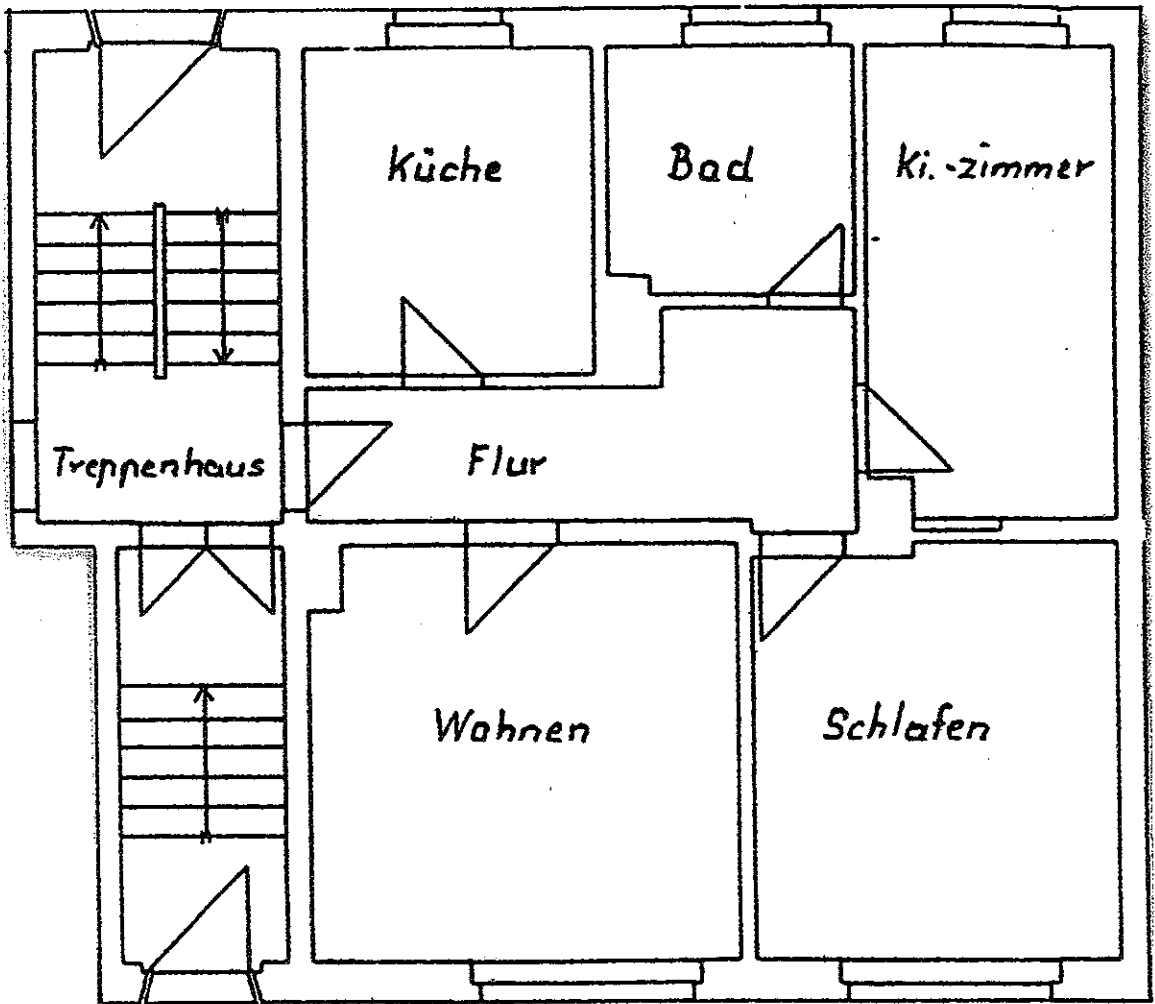 Küche
Bad
Ki.-zimmer
Treppenhaus
Flur
Wohnen
Schlafen